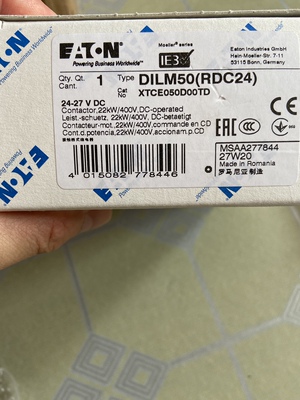 EATON
Powering Business Worldwide
Moeller® series
IE3
Eaton Industries GmbH
Hein-Moeller-Str. 7-11
53115 Bonn, Germany
Qty. Qt.
Cant. 1
Type DILM50(RDC24)
Cat No XTCE050D00TD
24-27 V DC
Contactor,22kW/400V,DC-operated
Leist.-schuetz, 22kW/400V,DC-betaetigt
Contacteur-mot.,22kW/400V,commande en CD
Cont.d.potencia,22kW/400V,accionam.p.CD
EAC
CE
MSAA277844
27W20
Made in Romania
罗马尼亚制造
4 015082 778446
EATON